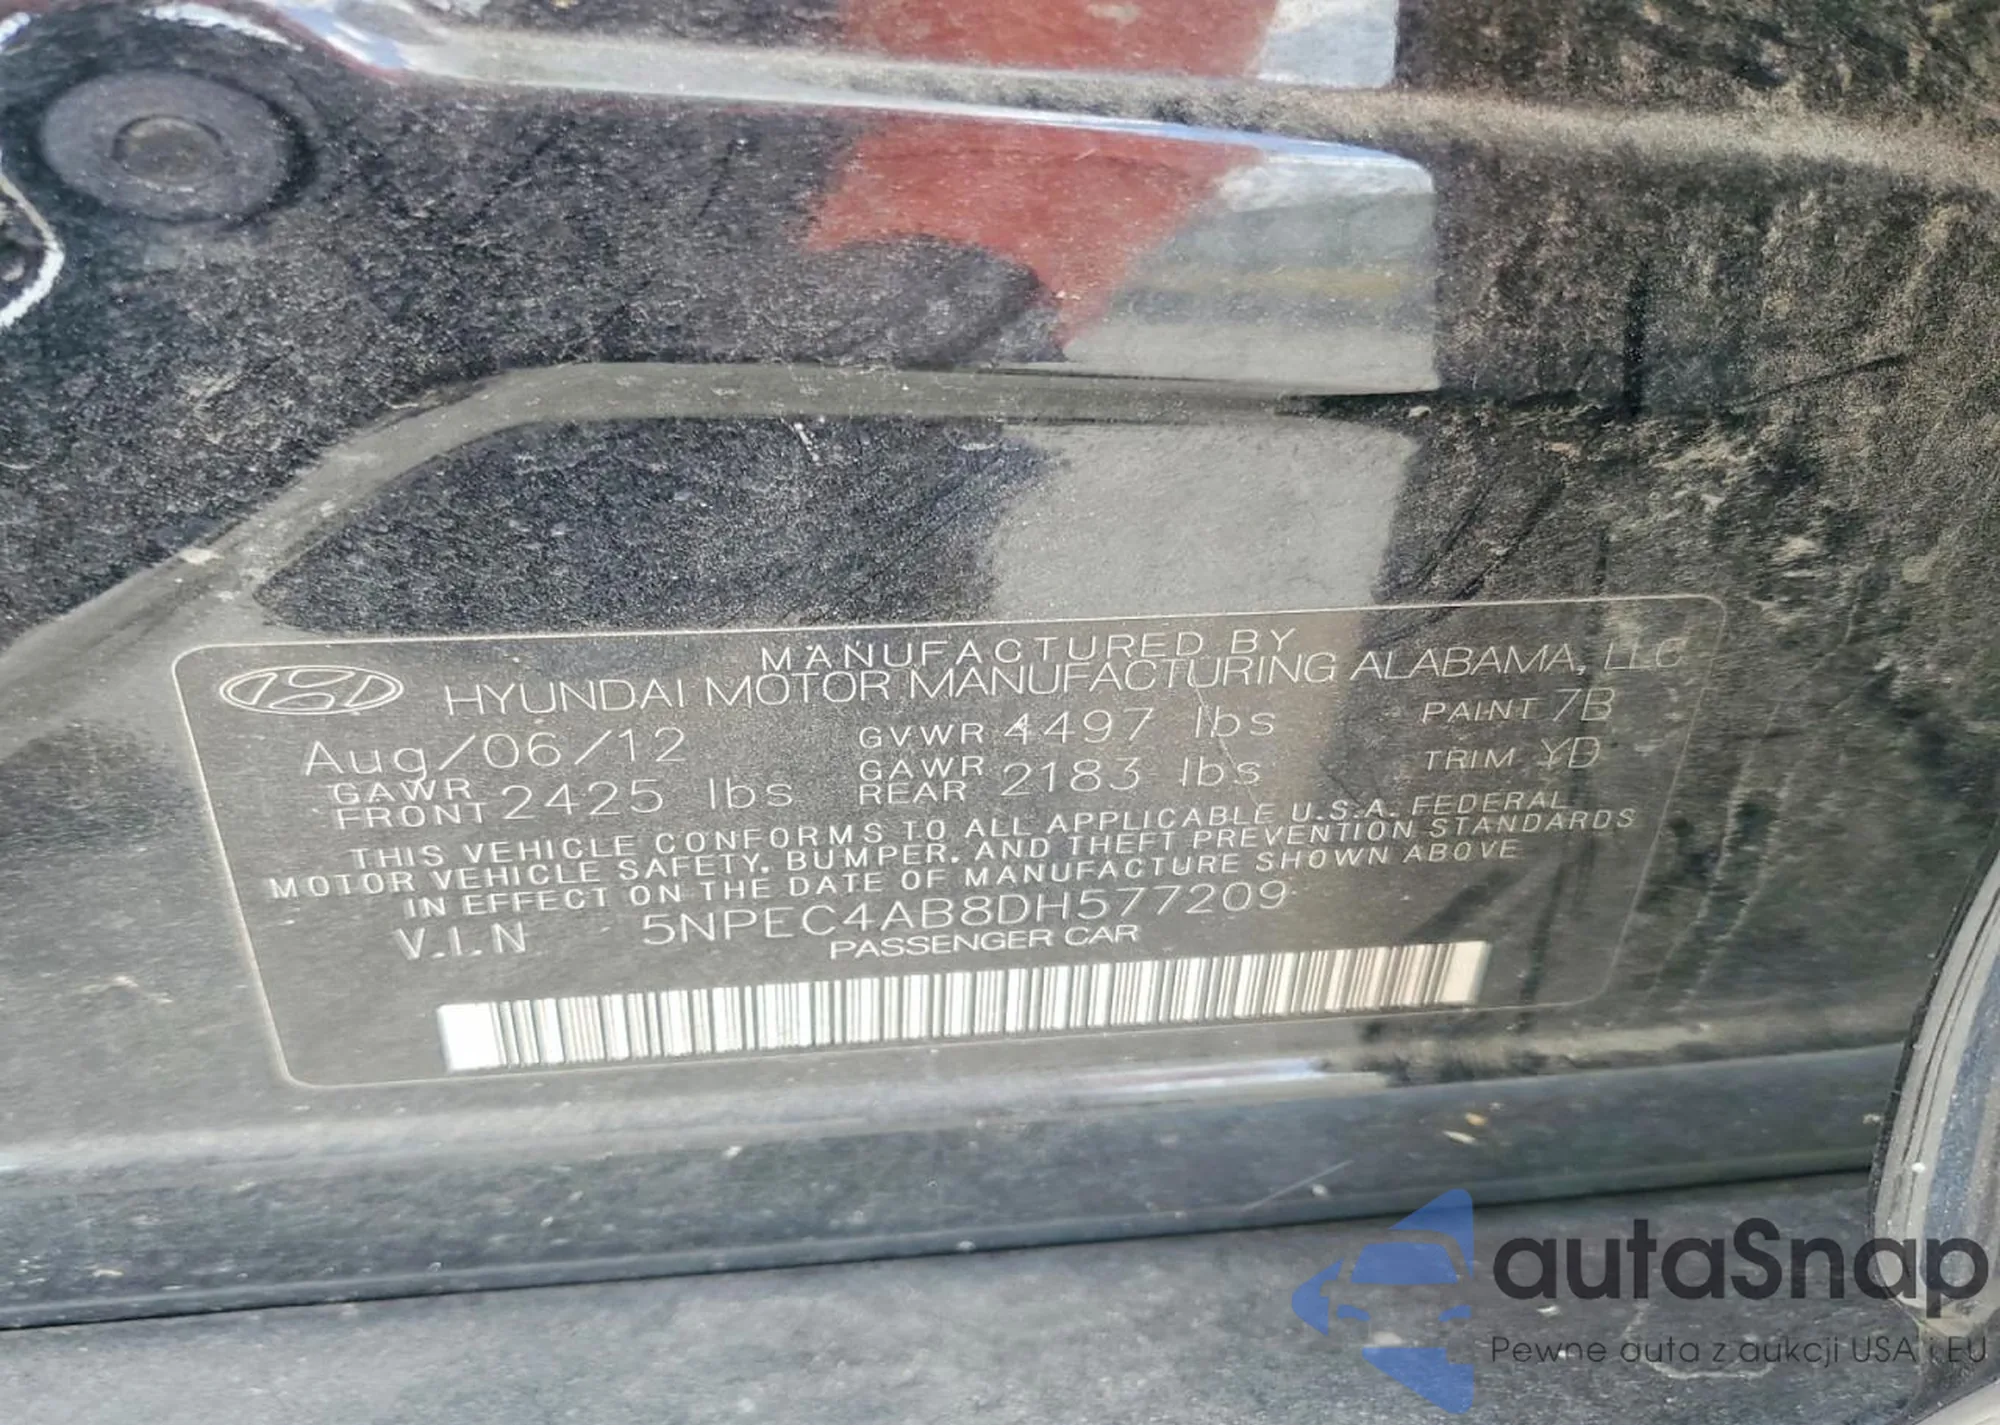 MANUFACTURED BY
HYUNDAI MOTOR MANUFACTURING ALABAMA, LLC
Aug/06/12 GVWR 4497 lbs PAINT 7B
GAWR FRONT 2425 lbs GAWR REAR 2183 lbs TRIM YD
THIS VEHICLE CONFORMS TO ALL APPLICABLE U.S.A. FEDERAL
MOTOR VEHICLE SAFETY. BUMPER. AND THEFT PREVENTION STANDARDS
IN EFFECT ON THE DATE OF MANUFACTURE SHOWN ABOVE
V.I.N 5NPEC4AB8DH577209
PASSENGER CAR
autaSnap
Pewne auta z aukcji USA i EU